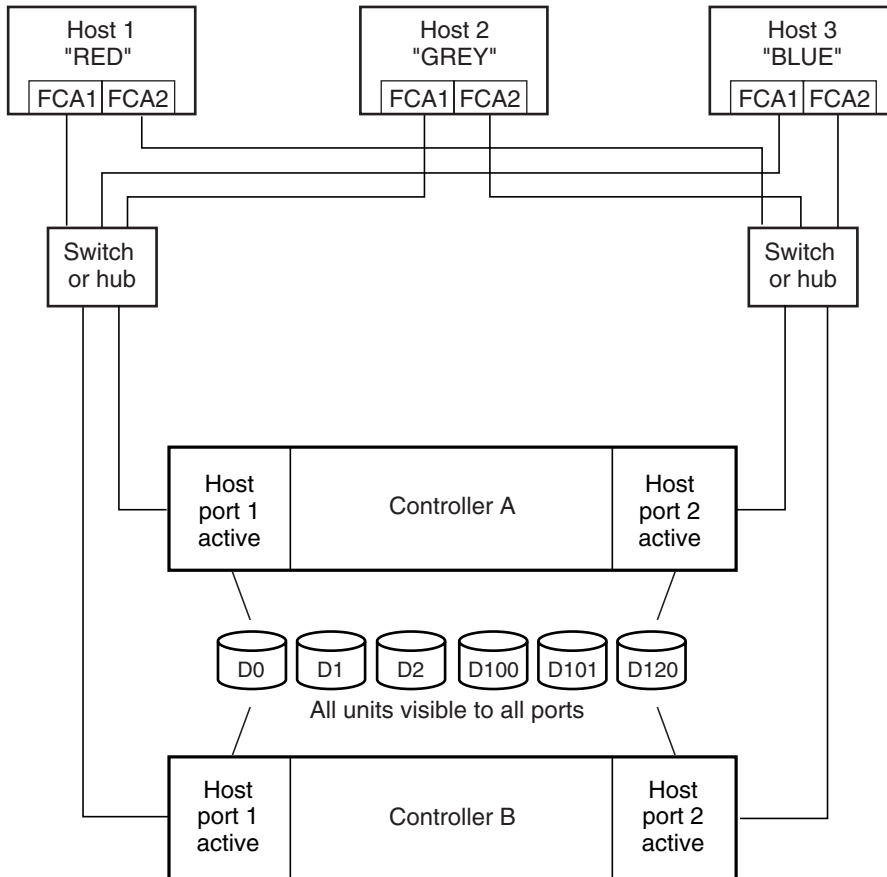 Host 1
"RED"
FCA1 FCA2
Host 2
"GREY"
FCA1 FCA2
Host 3
"BLUE"
FCA1 FCA2
Switch
or hub
Switch
or hub
Host
port 1
active
Controller A
Host
port 2
active
D0 D1 D2 D100 D101 D120
All units visible to all ports
Host
port 1
active
Controller B
Host
port 2
active